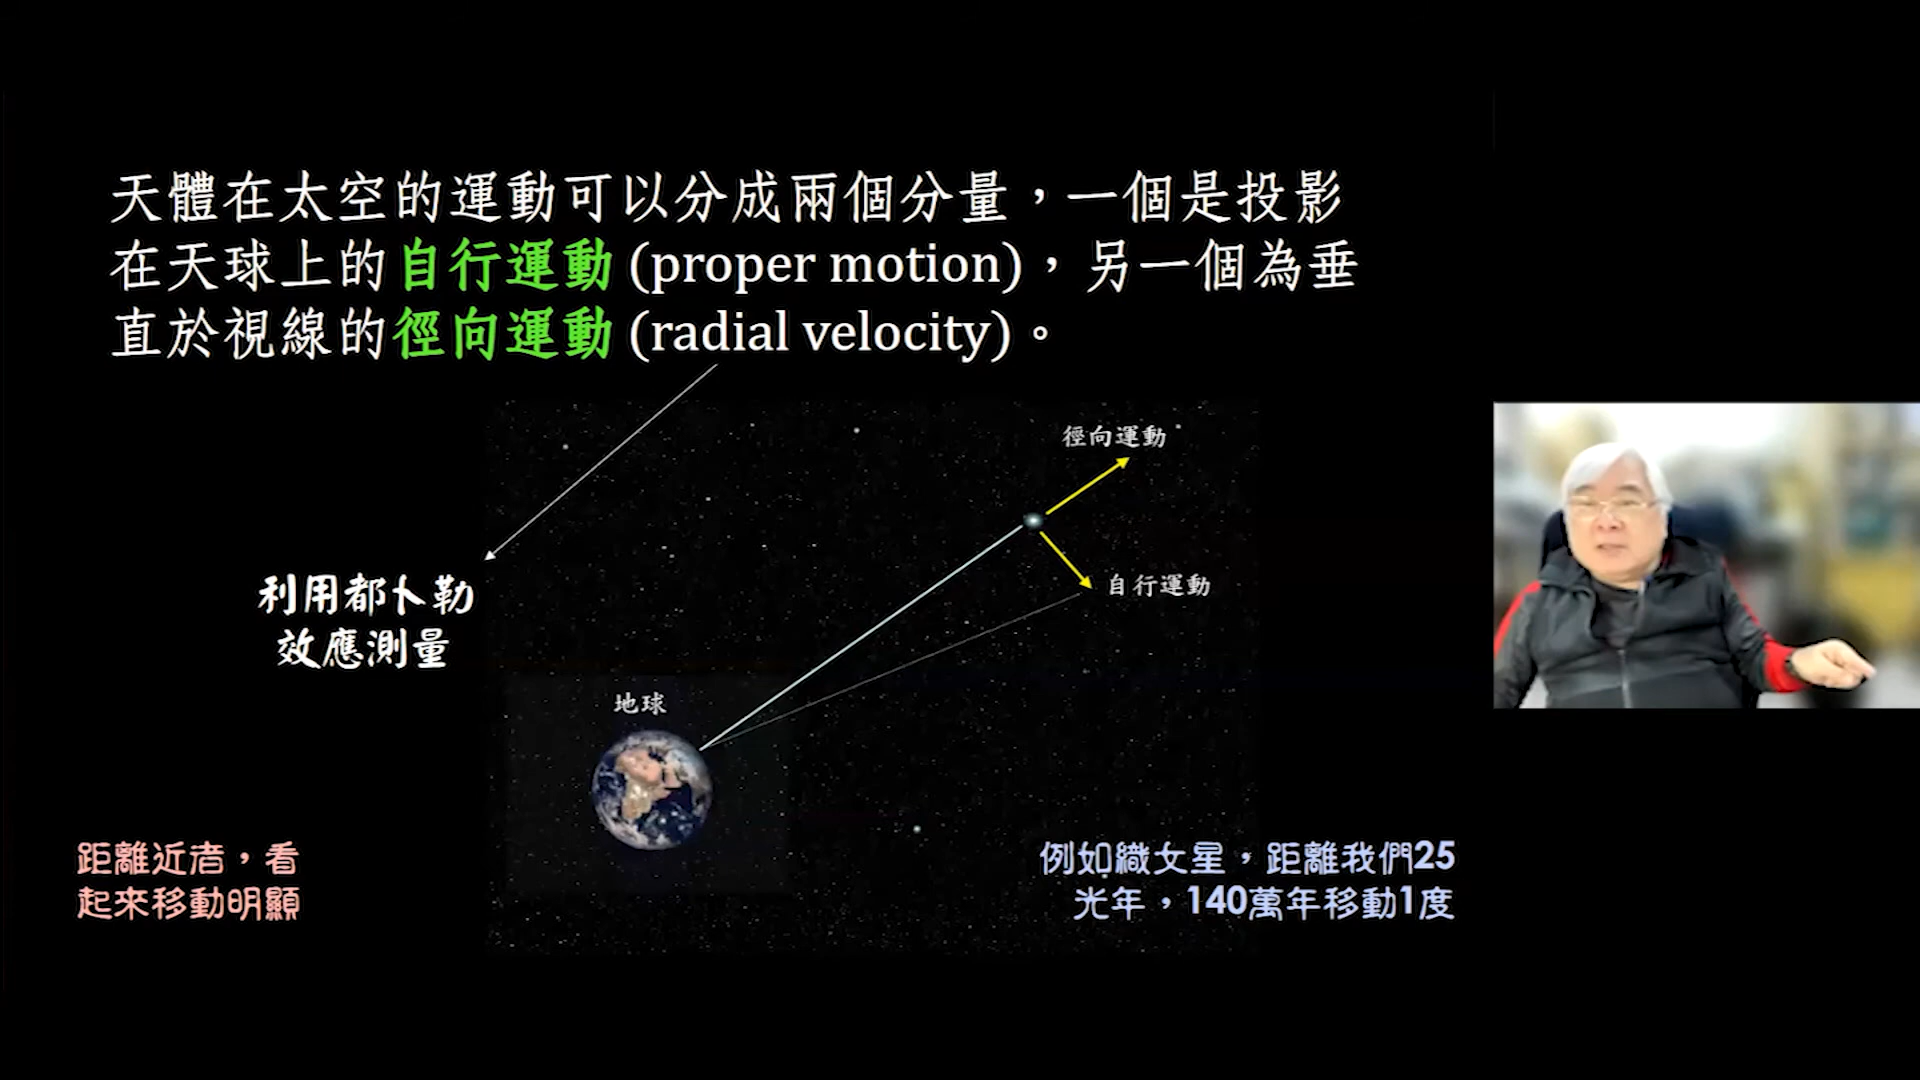 天體在太空的運動可以分成兩個分量，一個是投影
在天球上的自行運動 (proper motion)，另一個為垂
直於視線的徑向運動 (radial velocity)。
徑向運動
自行運動
利用都卜勒
效應測量
地球
距離近者，看
起來移動明顯
例如織女星，距離我們25
光年，140萬年移動1度